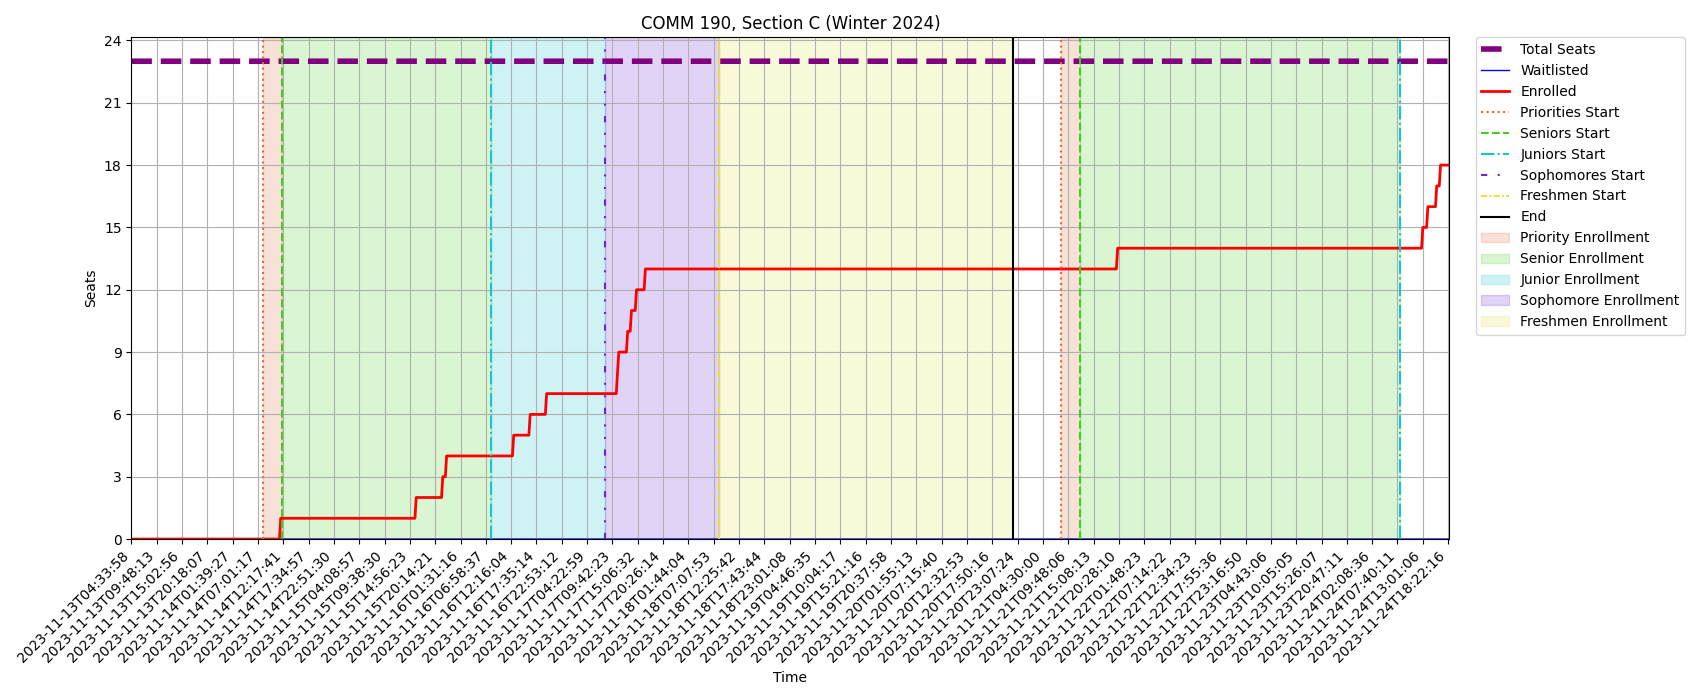 COMM 190, Section C (Winter 2024)
24
21
18
15
12
9
6
3
0
Seats
2023-11-13T04:33:58
2023-11-13T09:48:13
2023-11-13T15:02:56
2023-11-13T20:18:07
2023-11-14T01:39:27
2023-11-14T07:01:17
2023-11-14T12:17:41
2023-11-14T17:34:57
2023-11-14T22:51:30
2023-11-15T04:08:57
2023-11-15T09:38:30
2023-11-15T14:56:23
2023-11-15T20:14:21
2023-11-16T01:31:16
2023-11-16T06:58:37
2023-11-16T12:16:04
2023-11-16T17:35:14
2023-11-16T22:53:12
2023-11-17T04:22:59
2023-11-17T09:42:23
2023-11-17T15:06:32
2023-11-17T20:26:14
2023-11-18T01:44:04
2023-11-18T07:07:53
2023-11-18T12:25:42
2023-11-18T17:43:44
2023-11-18T23:01:08
2023-11-19T04:46:35
2023-11-19T10:04:17
2023-11-19T15:21:16
2023-11-19T20:37:58
2023-11-20T01:55:13
2023-11-20T07:15:40
2023-11-20T12:32:53
2023-11-20T17:50:16
2023-11-20T23:07:24
2023-11-21T04:30:00
2023-11-21T09:48:06
2023-11-21T15:08:13
2023-11-21T20:28:10
2023-11-22T01:48:23
2023-11-22T07:14:22
2023-11-22T12:34:23
2023-11-22T17:55:36
2023-11-22T23:16:50
2023-11-23T04:43:06
2023-11-23T10:05:05
2023-11-23T15:26:07
2023-11-23T20:47:11
2023-11-24T02:08:36
2023-11-24T07:40:11
2023-11-24T13:01:06
2023-11-24T18:22:16
Time
Total Seats
Waitlisted
Enrolled
Priorities Start
Seniors Start
Juniors Start
Sophomores Start
Freshmen Start
End
Priority Enrollment
Senior Enrollment
Junior Enrollment
Sophomore Enrollment
Freshmen Enrollment